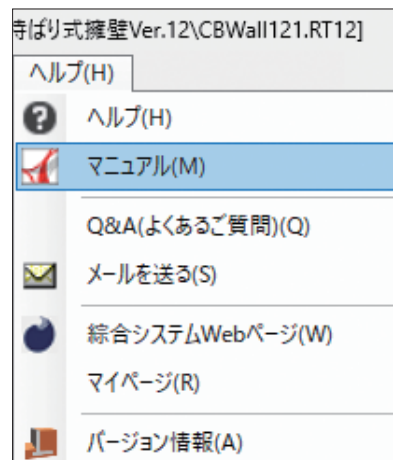 持ばり式擁壁Ver.12\CBWall121.RT12]
ヘルプ(H)
ヘルプ(H)
マニュアル(M)
Q&A(よくあるご質問)(Q)
メールを送る(S)
綜合システムWebページ(W)
マイページ(R)
バージョン情報(A)